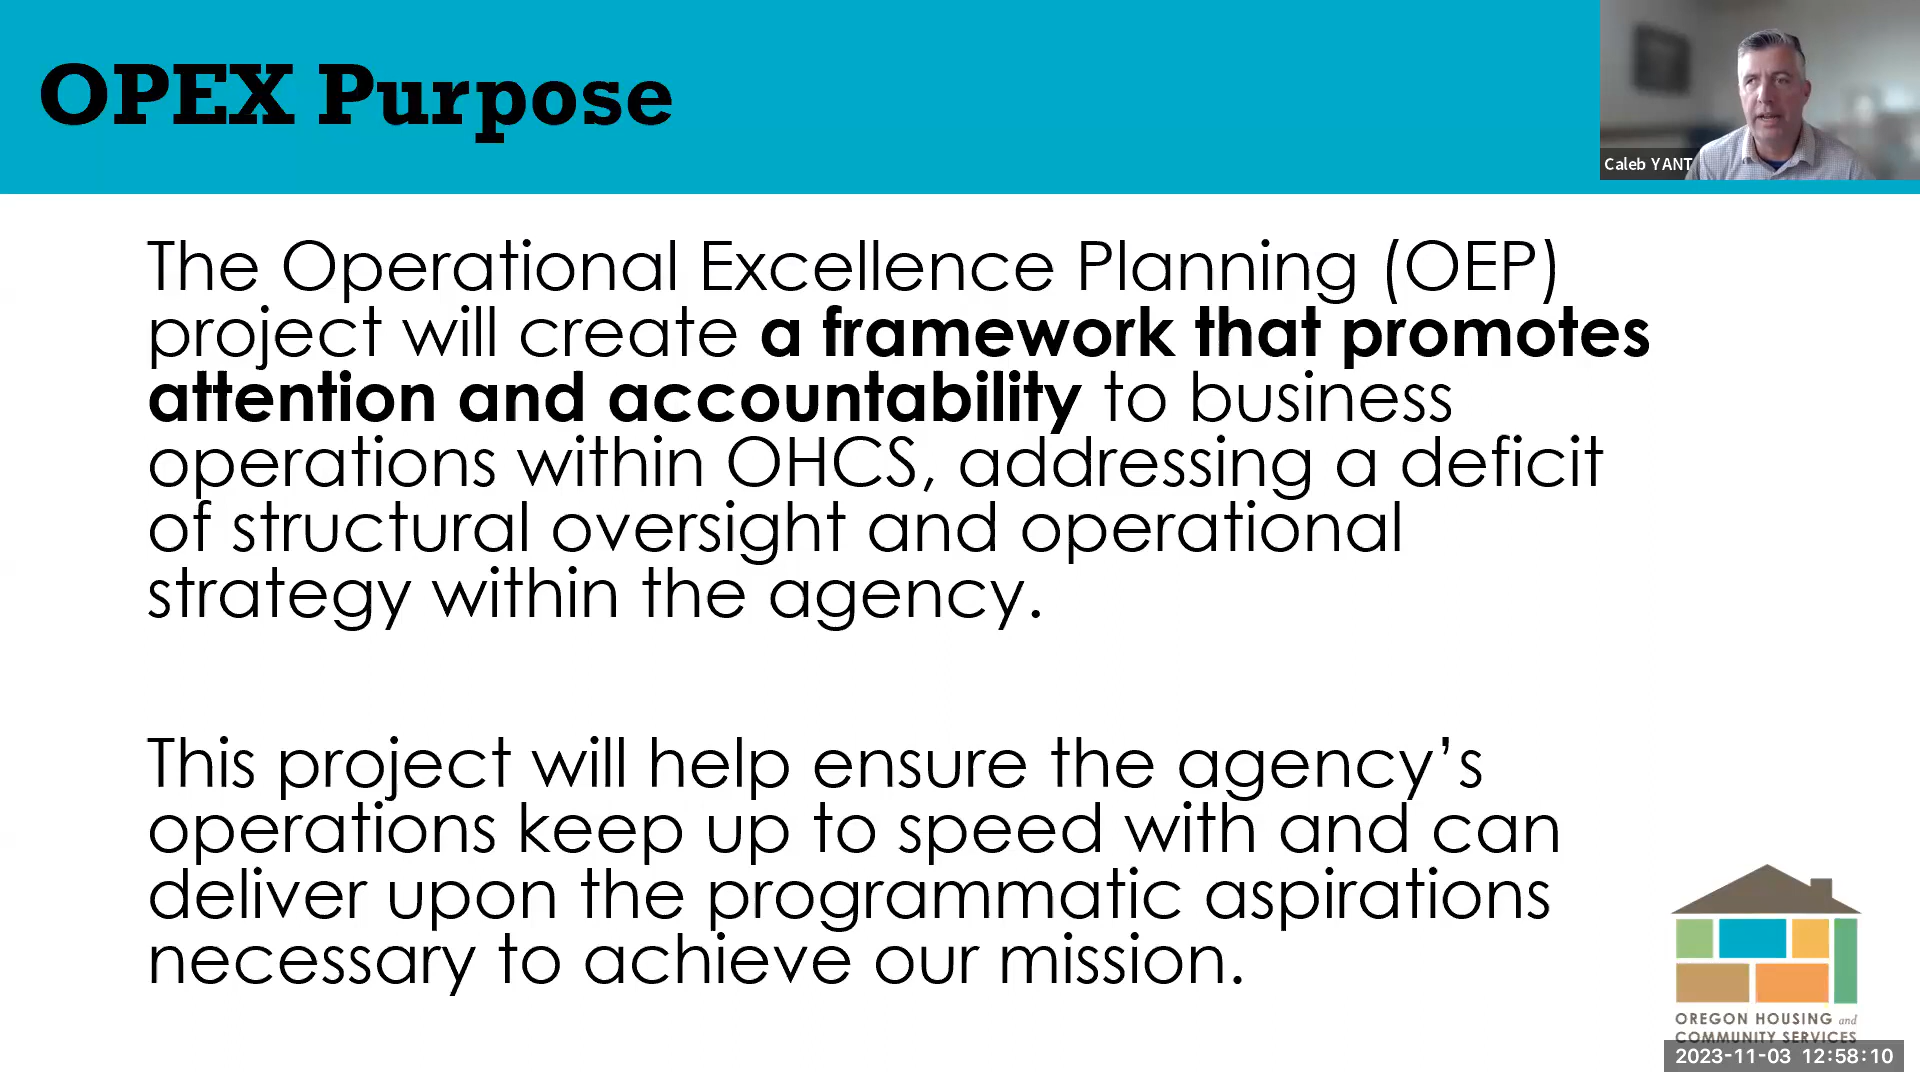 OPEX Purpose
Caleb YANT
The Operational Excellence Planning (OEP)
project will create a framework that promotes
attention and accountability to business
operations within OHCS, addressing a deficit
of structural oversight and operational
strategy within the agency.
This project will help ensure the agency’s
operations keep up to speed with and can
deliver upon the programmatic aspirations
necessary to achieve our mission.
OREGON HOUSING and
COMMUNITY SERVICES
2023-11-03 12:58:10